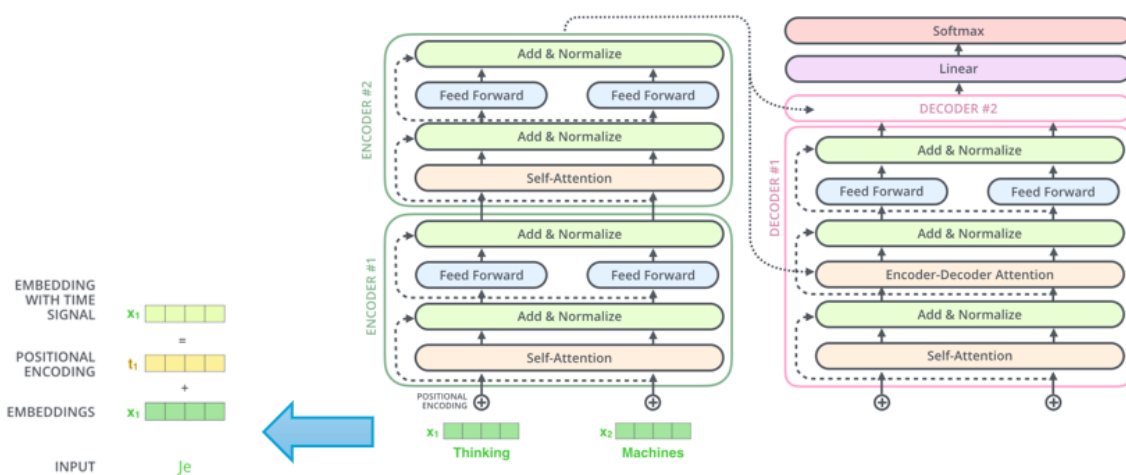 EMBEDDING
WITH TIME
SIGNAL
x₁
=
POSITIONAL
ENCODING
t₁
+
EMBEDDINGS
x₁
INPUT
Je
ENCODER #2
Add & Normalize
Feed Forward
Feed Forward
Add & Normalize
Self-Attention
ENCODER #1
Add & Normalize
Feed Forward
Feed Forward
Add & Normalize
Self-Attention
POSITIONAL
ENCODING
x₁
x₂
Thinking
Machines
Softmax
Linear
DECODER #2
DECODER #1
Add & Normalize
Feed Forward
Feed Forward
Add & Normalize
Encoder-Decoder Attention
Add & Normalize
Self-Attention